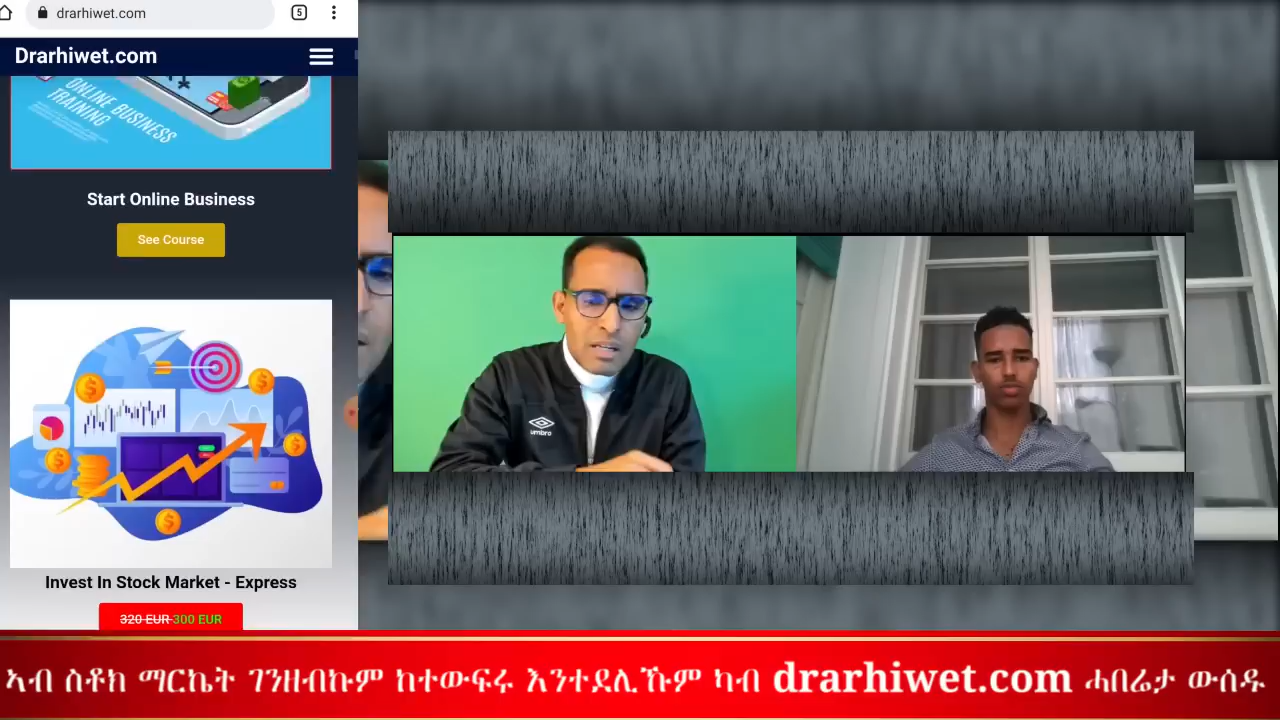 drarhiwet.com
5
Drarhiwet.com
ONLINE BUSINESS
TRAINING
Start Online Business
See Course
umbro
Invest In Stock Market - Express
320 EUR 300 EUR
ኣብ ስቶክ ማርኬት ገንዘብኩም ከተውፍሩ እንተደሊኹም ካብ drarhiwet.com ሓበሬታ ውሰዱ